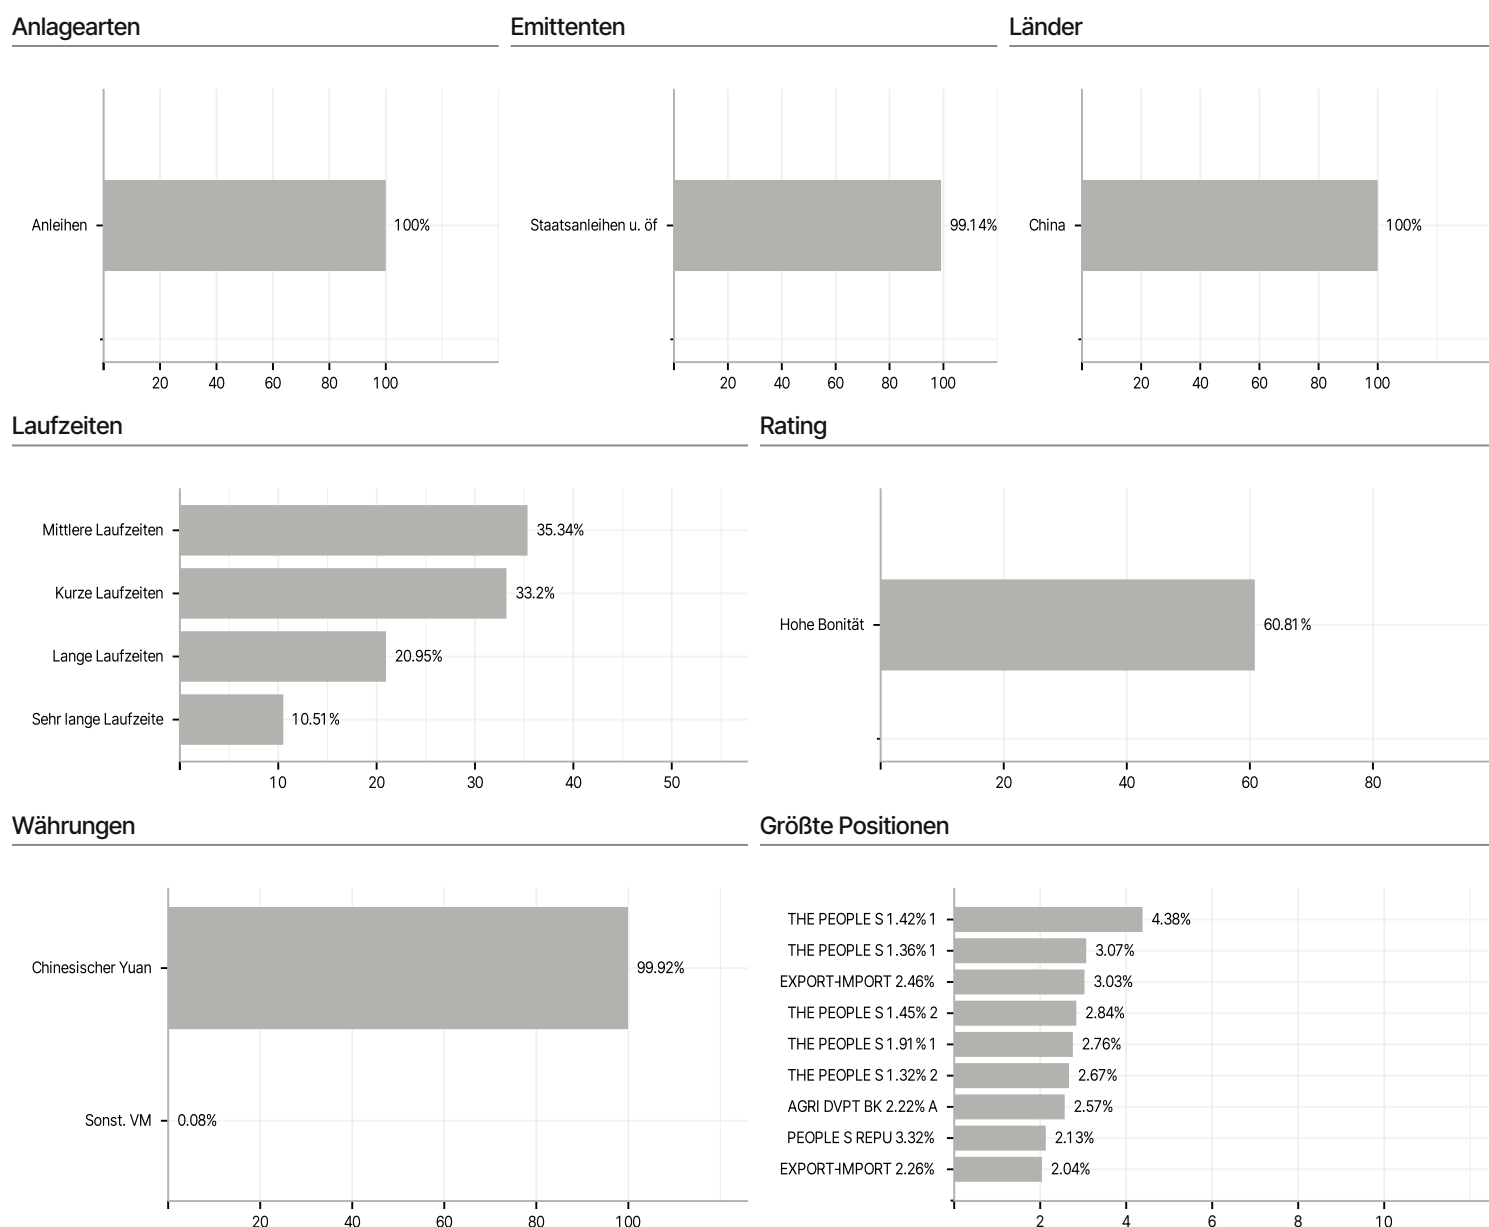 Anlagearten
Anleihen
100%
20 40 60 80 100
Emittenten
Staatsanleihen u. öf
99.14%
20 40 60 80 100
Länder
China
100%
20 40 60 80 100
Laufzeiten
Mittlere Laufzeiten 35.34%
Kurze Laufzeiten 33.2%
Lange Laufzeiten 20.95%
Sehr lange Laufzeite 10.51%
10 20 30 40 50
Rating
Hohe Bonität 60.81%
20 40 60 80
Währungen
Chinesischer Yuan 99.92%
Sonst. VM 0.08%
20 40 60 80 100
Größte Positionen
THE PEOPLE S 1.42% 1 4.38%
THE PEOPLE S 1.36% 1 3.07%
EXPORT-IMPORT 2.46% 3.03%
THE PEOPLE S 1.45% 2 2.84%
THE PEOPLE S 1.91% 1 2.76%
THE PEOPLE S 1.32% 2 2.67%
AGRI DVPT BK 2.22% A 2.57%
PEOPLE S REPU 3.32% 2.13%
EXPORT-IMPORT 2.26% 2.04%
2 4 6 8 10